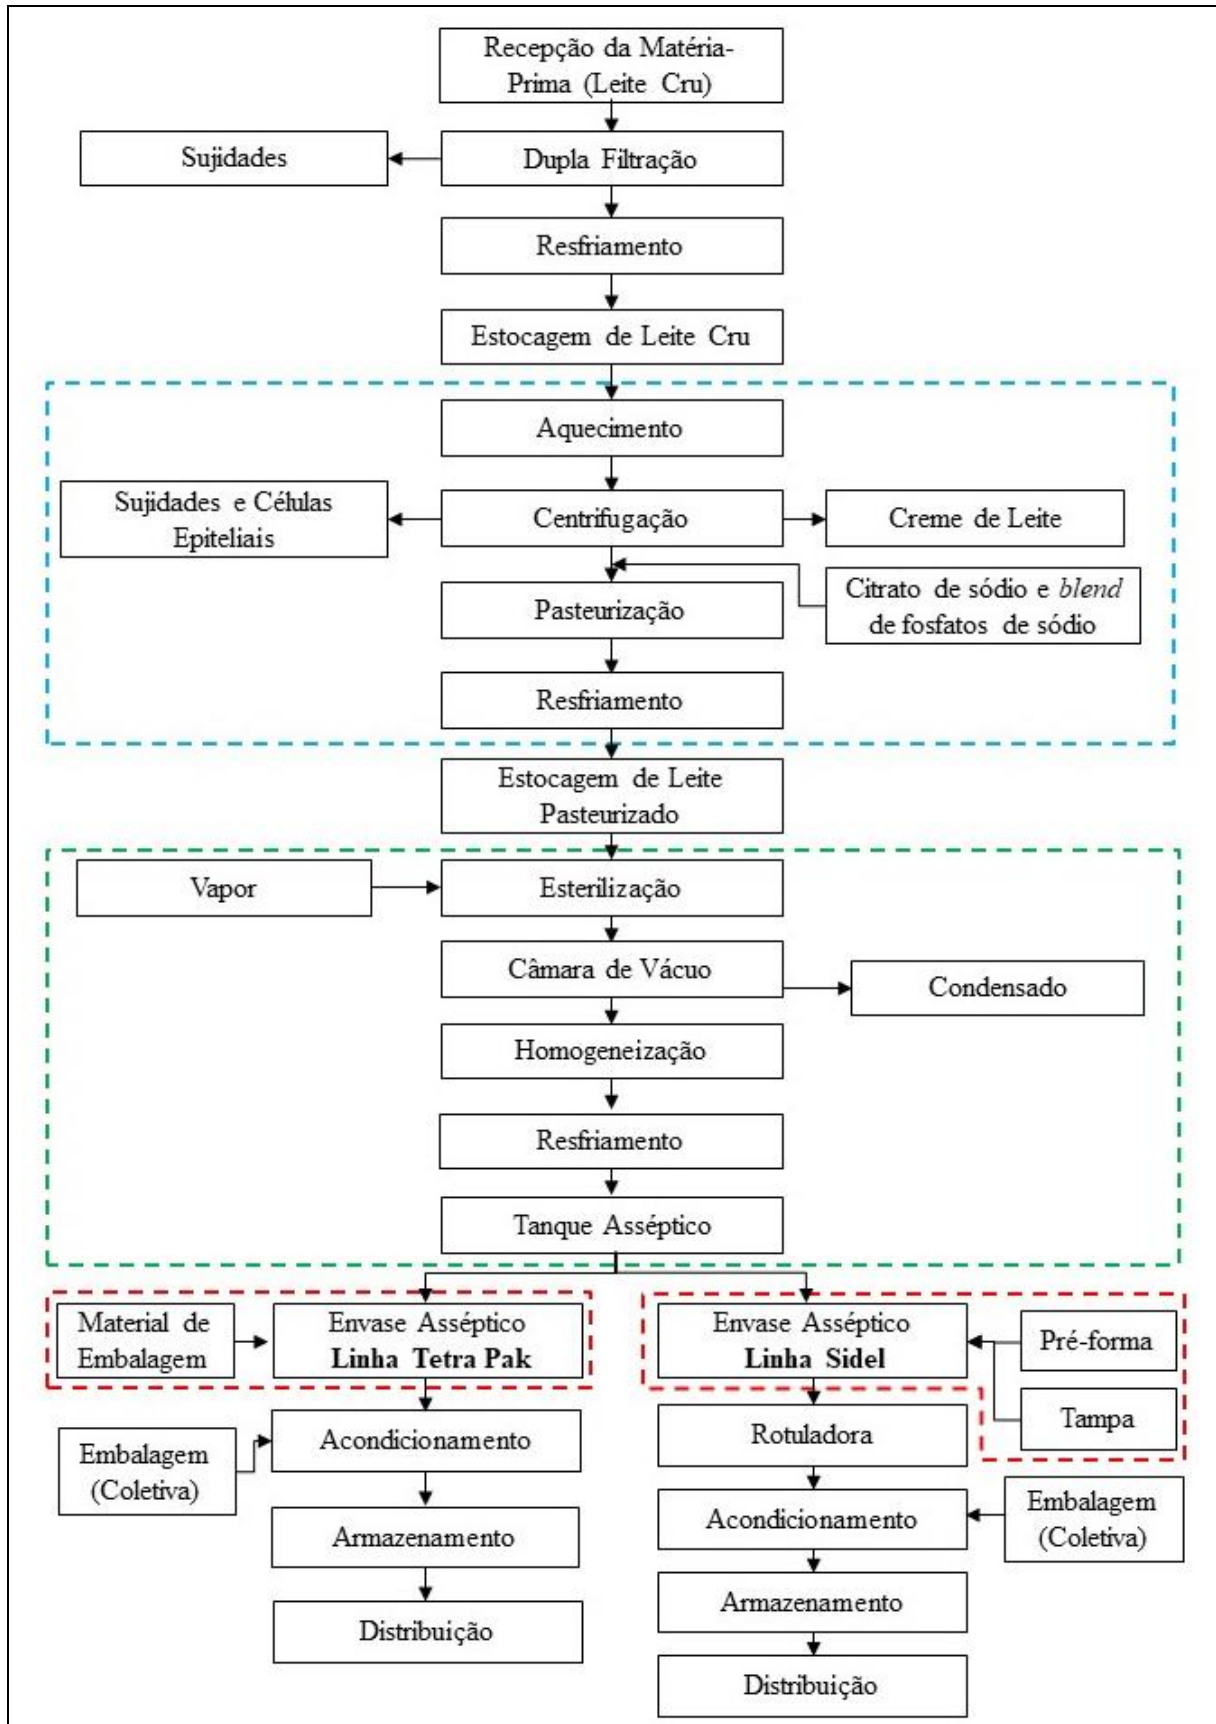 Recepção da Matéria-
Prima (Leite Cru)
Sujidades
Dupla Filtração
Resfriamento
Estocagem de Leite Cru
Aquecimento
Sujidades e Células
Epiteliais
Centrifugação
Creme de Leite
Citrato de sódio e blend
de fosfatos de sódio
Pasteurização
Resfriamento
Estocagem de Leite
Pasteurizado
Vapor
Esterilização
Câmara de Vácuo
Condensado
Homogeneização
Resfriamento
Tanque Asséptico
Material de
Embalagem
Envase Asséptico
Linha Tetra Pak
Envase Asséptico
Linha Sidel
Pré-forma
Tampa
Embalagem
(Coletiva)
Acondicionamento
Rotuladora
Armazenamento
Acondicionamento
Embalagem
(Coletiva)
Distribuição
Armazenamento
Distribuição